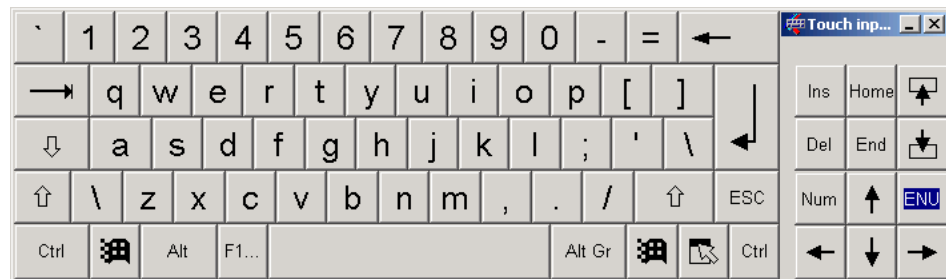 ` 1 2 3 4 5 6 7 8 9 0 - =
Touch inp...
q w e r t y u i o p [ ]
Ins Home
a s d f g h j k l ; ' \
Del End
\ z x c v b n m , . / ESC
Num ENU
Ctrl Alt F1... Alt Gr Ctrl